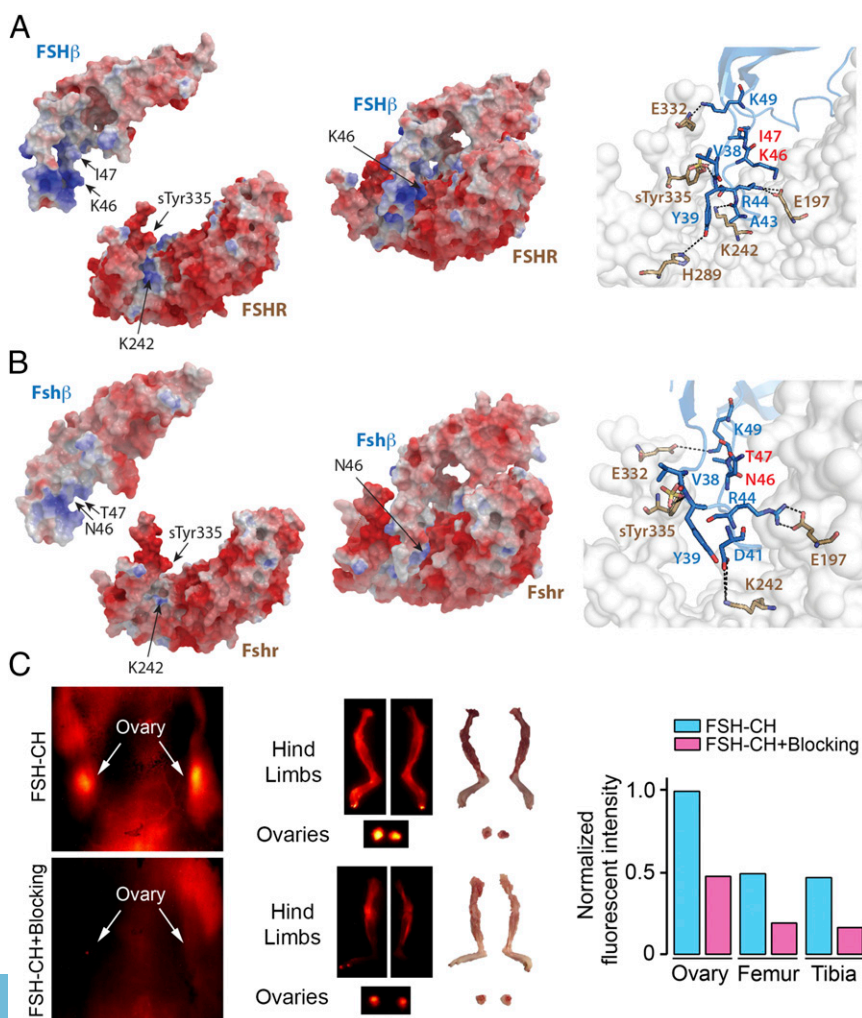 A
FSHβ
I47
K46
sTyr335
K242
FSHR
FSHβ
K46
FSHR
E332
K49
I47
V38
K46
sTyr335
R44
Y39
A43
E197
K242
H289
B
Fshβ
T47
N46
sTyr335
K242
Fshr
Fshβ
N46
Fshr
K49
E332
T47
V38
N46
R44
sTyr335
Y39
D41
E197
K242
C
FSH-CH
Ovary
FSH-CH+Blocking
Ovary
Hind
Limbs
Ovaries
Hind
Limbs
Ovaries
FSH-CH
FSH-CH+Blocking
Normalized
fluorescent intensity
1.0
0.5
0
Ovary Femur Tibia